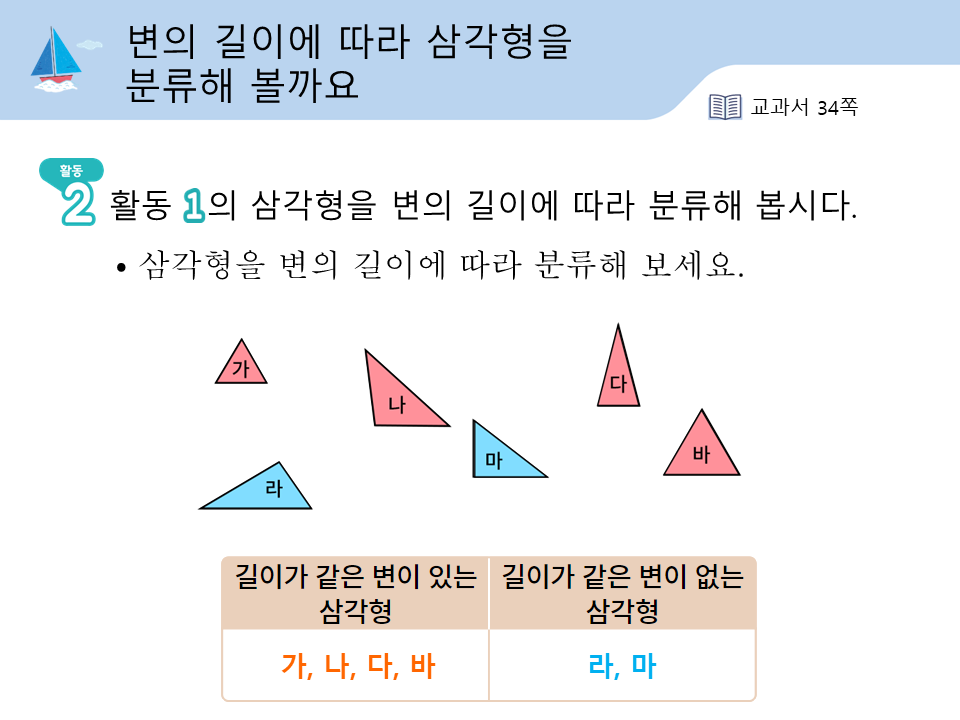 변의 길이에 따라 삼각형을
분류해 볼까요
교과서 34쪽
활동
2 활동 1의 삼각형을 변의 길이에 따라 분류해 봅시다.
• 삼각형을 변의 길이에 따라 분류해 보세요.
가
나
다
라
마
바
길이가 같은 변이 있는
삼각형
길이가 같은 변이 없는
삼각형
가, 나, 다, 바
라, 마